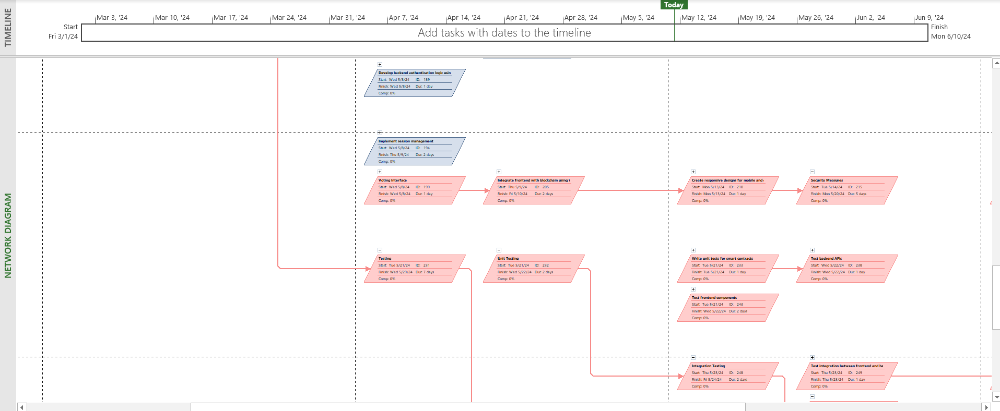 TIMELINE
Today
Mar 3, '24
Mar 10, '24
Mar 17, '24
Mar 24, '24
Mar 31, '24
Apr 7, '24
Apr 14, '24
Apr 21, '24
Apr 28, '24
May 5, '24
May 12, '24
May 19, '24
May 26, '24
Jun 2, '24
Jun 9, '24
Start
Fri 3/1/24
Add tasks with dates to the timeline
Finish
Mon 6/10/24
NETWORK DIAGRAM
Develop backend authentication logic usin
Start: Wed 5/8/24 ID: 189
Finish: Wed 5/8/24 Dur: 1 day
Comp: 0%
Implement session management
Start: Wed 5/8/24 ID: 194
Finish: Thu 5/9/24 Dur: 2 days
Comp: 0%
Voting Interface
Start: Wed 5/8/24 ID: 199
Finish: Wed 5/8/24 Dur: 1 day
Comp: 0%
Integrate frontend with blockchain using
Start: Thu 5/9/24 ID: 205
Finish: Fri 5/10/24 Dur: 2 days
Comp: 0%
Create responsive designs for mobile and
Start: Mon 5/13/24 ID: 210
Finish: Mon 5/13/24 Dur: 1 day
Comp: 0%
Security Measures
Start: Tue 5/14/24 ID: 215
Finish: Mon 5/20/24 Dur: 5 days
Comp: 0%
Testing
Start: Tue 5/21/24 ID: 231
Finish: Wed 5/29/24 Dur: 7 days
Comp: 0%
Unit Testing
Start: Tue 5/21/24 ID: 232
Finish: Wed 5/22/24 Dur: 2 days
Comp: 0%
Write unit tests for smart contracts
Start: Tue 5/21/24 ID: 233
Finish: Tue 5/21/24 Dur: 1 day
Comp: 0%
Test backend APIs
Start: Wed 5/22/24 ID: 238
Finish: Wed 5/22/24 Dur: 1 day
Comp: 0%
Test frontend components
Start: Tue 5/21/24 ID: 243
Finish: Wed 5/22/24 Dur: 2 days
Comp: 0%
Integration Testing
Start: Thu 5/23/24 ID: 248
Finish: Fri 5/24/24 Dur: 2 days
Comp: 0%
Test integration between frontend and ba
Start: Thu 5/23/24 ID: 249
Finish: Thu 5/23/24 Dur: 1 day
Comp: 0%